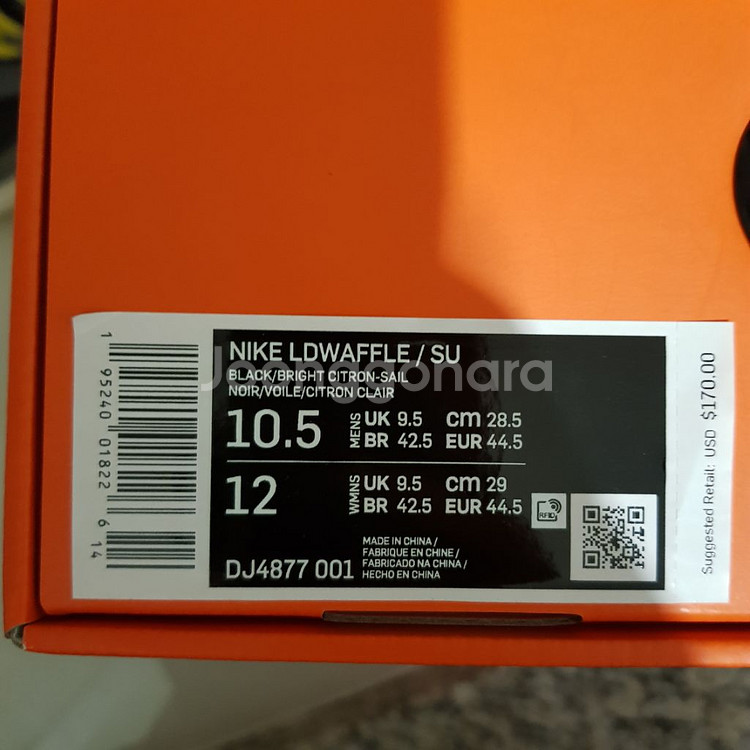 NIKE LDWAFFLE / SU
BLACK/BRIGHT CITRON-SAIL
NOIR/VOILE/CITRON CLAIR
10.5 MENS UK 9.5 CM 28.5
BR 42.5 EUR 44.5
12 WMNS UK 9.5 CM 29
BR 42.5 EUR 44.5
RFID
DJ4877 001
MADE IN CHINA /
FABRIQUE EN CHINE /
FABRICADO NA CHINA /
HECHO EN CHINA
1 95240 01822 6 14
Suggested Retail: USD $170.00
Joonggonara